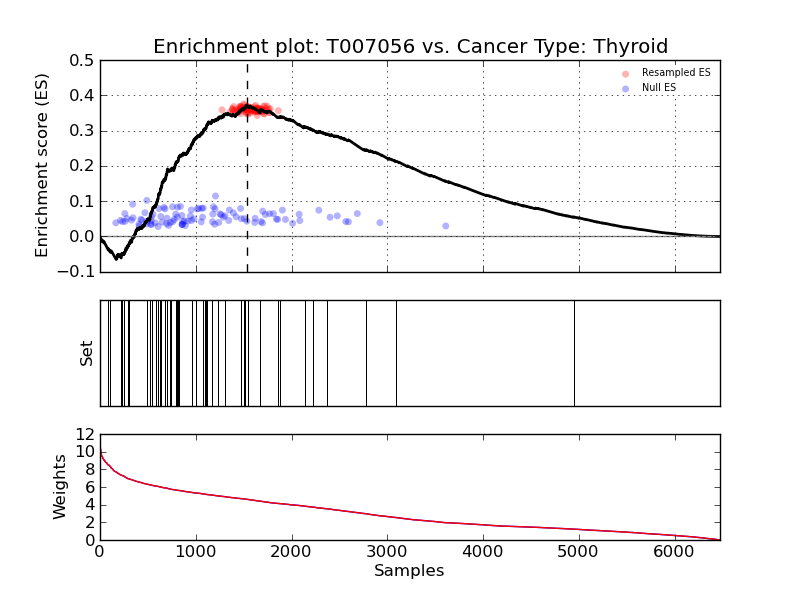 Enrichment plot: T007056 vs. Cancer Type: Thyroid
0.5
0.4
0.3
0.2
0.1
0.0
−0.1
Enrichment score (ES)
Resampled ES
Null ES
Set
12
10
8
6
4
2
0
Weights
0 1000 2000 3000 4000 5000 6000
Samples